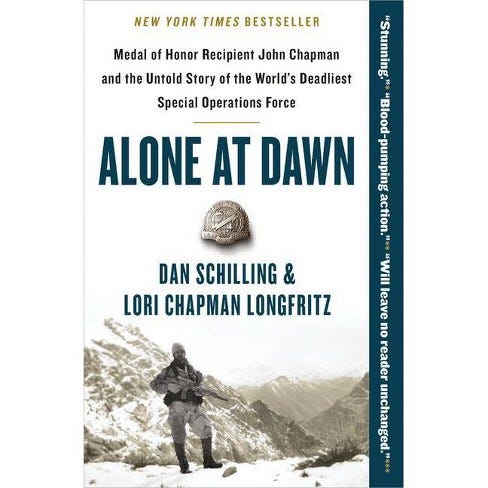 NEW YORK TIMES BESTSELLER
Medal of Honor Recipient John Chapman
and the Untold Story of the World's Deadliest
Special Operations Force
ALONE AT DAWN
DAN SCHILLING &
LORI CHAPMAN LONGFRITZ
"Stunning."* "Blood-pumping action."** "Will leave no reader unchanged."***